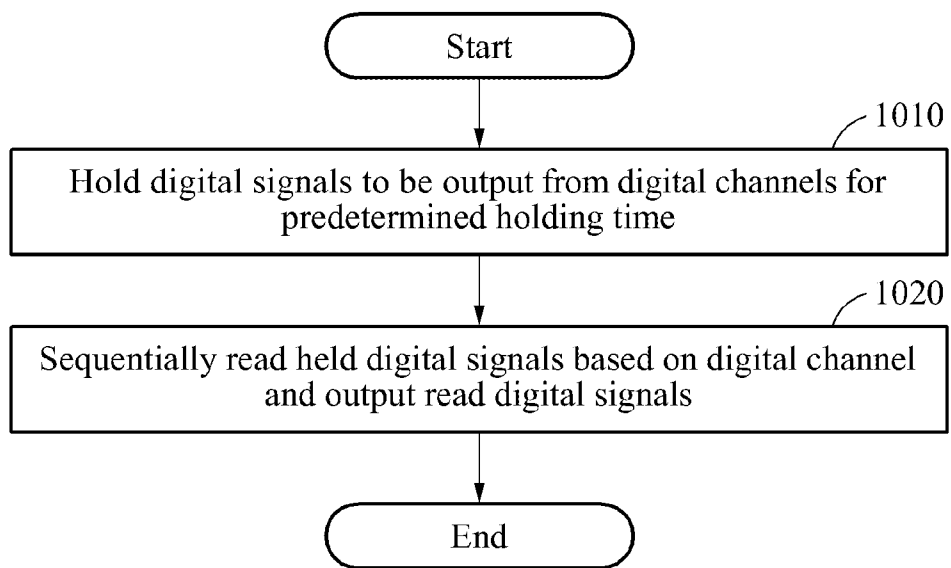 Start
1010
Hold digital signals to be output from digital channels for
predetermined holding time
1020
Sequentially read held digital signals based on digital channel
and output read digital signals
End